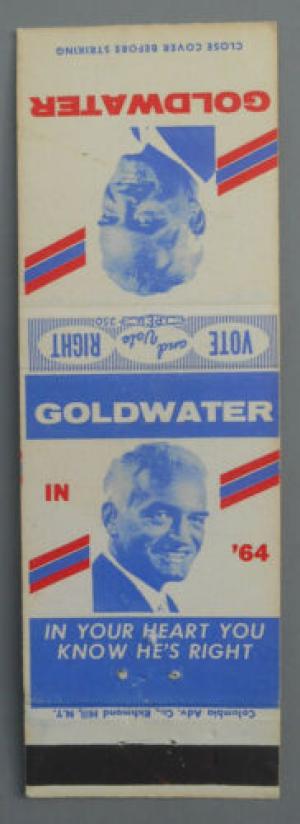 CLOSE COVER BEFORE STRIKING
GOLDWATER
VOTE and Vote RIGHT
GOLDWATER
IN '64
IN YOUR HEART YOU
KNOW HE'S RIGHT
Columbia Adv. Co., Richmond Hill, N.Y.